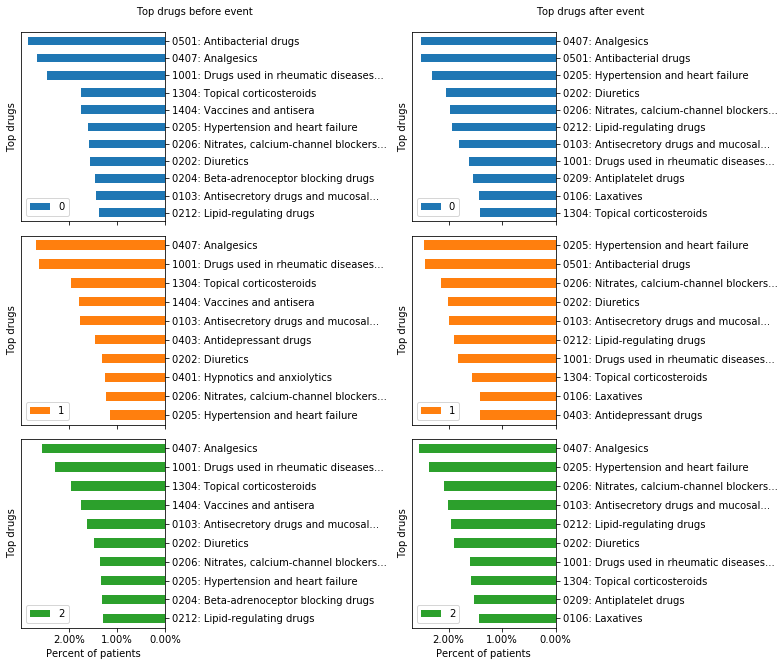 Top drugs before event
Top drugs
0501: Antibacterial drugs
0407: Analgesics
1001: Drugs used in rheumatic diseases...
1304: Topical corticosteroids
1404: Vaccines and antisera
0205: Hypertension and heart failure
0206: Nitrates, calcium-channel blockers...
0202: Diuretics
0204: Beta-adrenoceptor blocking drugs
0103: Antisecretory drugs and mucosal...
0212: Lipid-regulating drugs
0
Top drugs
0407: Analgesics
1001: Drugs used in rheumatic diseases...
1304: Topical corticosteroids
1404: Vaccines and antisera
0103: Antisecretory drugs and mucosal...
0403: Antidepressant drugs
0202: Diuretics
0401: Hypnotics and anxiolytics
0206: Nitrates, calcium-channel blockers...
0205: Hypertension and heart failure
1
Top drugs
0407: Analgesics
1001: Drugs used in rheumatic diseases...
1304: Topical corticosteroids
1404: Vaccines and antisera
0103: Antisecretory drugs and mucosal...
0202: Diuretics
0206: Nitrates, calcium-channel blockers...
0205: Hypertension and heart failure
0204: Beta-adrenoceptor blocking drugs
0212: Lipid-regulating drugs
2
2.00% 1.00% 0.00%
Percent of patients
Top drugs after event
Top drugs
0407: Analgesics
0501: Antibacterial drugs
0205: Hypertension and heart failure
0202: Diuretics
0206: Nitrates, calcium-channel blockers...
0212: Lipid-regulating drugs
0103: Antisecretory drugs and mucosal...
1001: Drugs used in rheumatic diseases...
0209: Antiplatelet drugs
0106: Laxatives
1304: Topical corticosteroids
0
Top drugs
0205: Hypertension and heart failure
0501: Antibacterial drugs
0206: Nitrates, calcium-channel blockers...
0202: Diuretics
0103: Antisecretory drugs and mucosal...
0212: Lipid-regulating drugs
1001: Drugs used in rheumatic diseases...
1304: Topical corticosteroids
0106: Laxatives
0403: Antidepressant drugs
1
Top drugs
0407: Analgesics
0205: Hypertension and heart failure
0206: Nitrates, calcium-channel blockers...
0103: Antisecretory drugs and mucosal...
0212: Lipid-regulating drugs
0202: Diuretics
1001: Drugs used in rheumatic diseases...
1304: Topical corticosteroids
0209: Antiplatelet drugs
0106: Laxatives
2
2.00% 1.00% 0.00%
Percent of patients